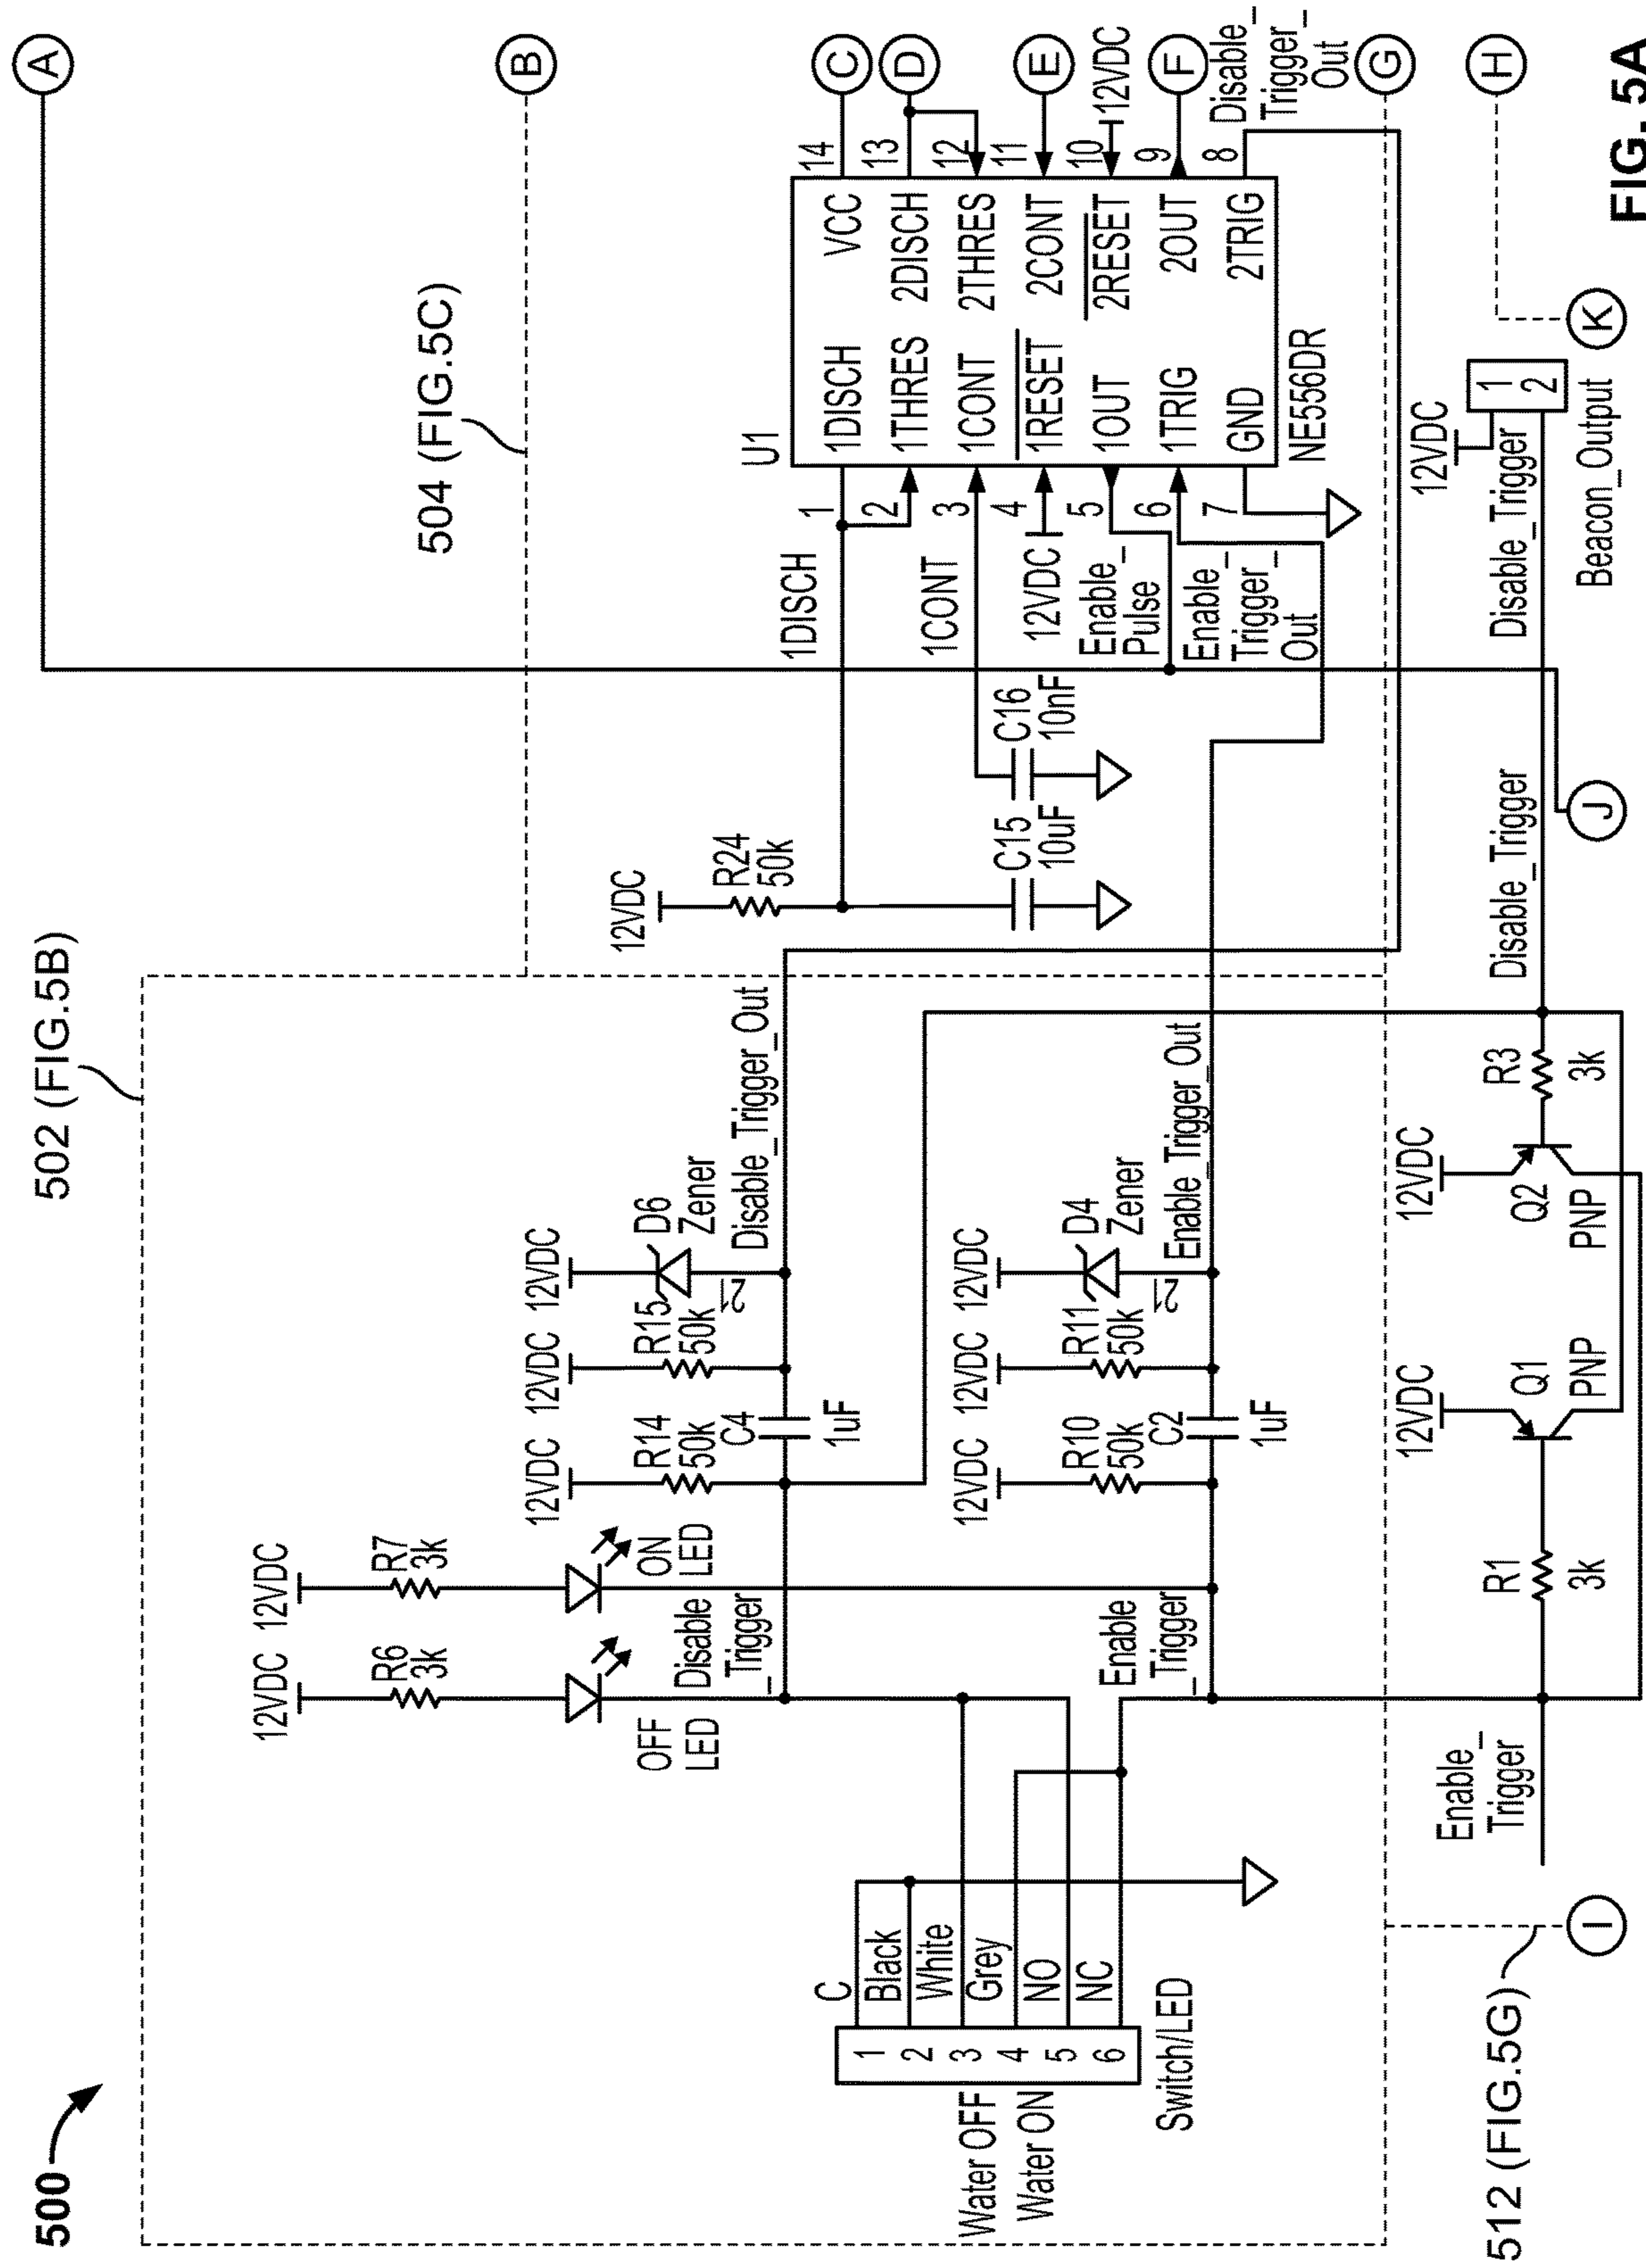 500
502 (FIG.5B)
504 (FIG.5C)
A
B
C
D
E
F
G
H
12VDC
R6
3k
12VDC
R7
3k
OFF
LED
ON
LED
Disable
_Trigger
12VDC
R14
50k
C4
1uF
12VDC
R15
50k
12VDC
D6
Zener
21
Disable_Trigger_Out
12VDC
R24
50k
1DISCH
1CONT
C15
10uF
C16
10nF
12VDC
Enable_
Pulse
Enable_
Trigger_
Out
U1
1
2
3
4
5
6
7
1DISCH
1THRES
1CONT
1RESET
1OUT
1TRIG
GND
VCC
2DISCH
2THRES
2CONT
2RESET
2OUT
2TRIG
14
13
12
11
10
9
8
NE556DR
12VDC
Disable_
Trigger_
Out
C
Black
White
Grey
NO
NC
1
2
3
4
5
6
Water OFF
Water ON
Switch/LED
Enable
_Trigger
12VDC
R10
50k
C2
1uF
12VDC
R11
50k
12VDC
D4
Zener
21
Enable_Trigger_Out
512 (FIG.5G)
I
Enable_
Trigger
R1
3k
12VDC
Q1
PNP
12VDC
Q2
PNP
R3
3k
Disable_Trigger
J
Disable_Trigger
12VDC
1
2
Beacon_Output
K
FIG. 5A